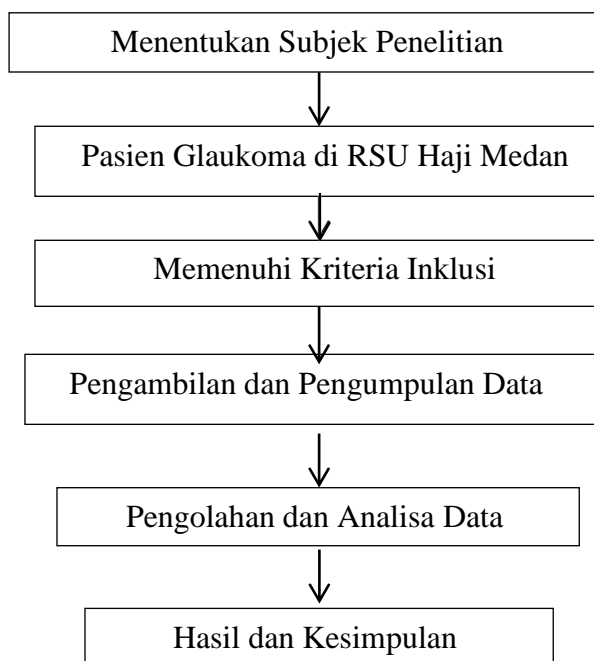 Menentukan Subjek Penelitian
Pasien Glaukoma di RSU Haji Medan
Memenuhi Kriteria Inklusi
Pengambilan dan Pengumpulan Data
Pengolahan dan Analisa Data
Hasil dan Kesimpulan